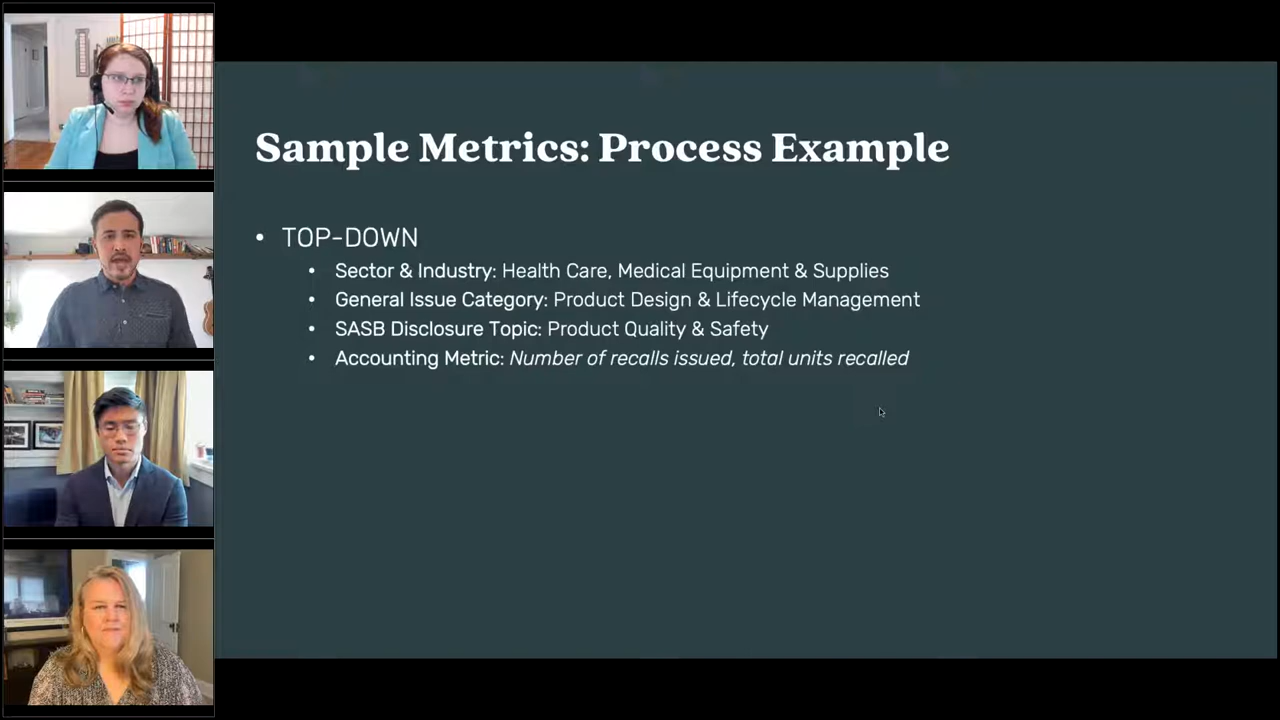 Sample Metrics: Process Example
• TOP-DOWN
• Sector & Industry: Health Care, Medical Equipment & Supplies
• General Issue Category: Product Design & Lifecycle Management
• SASB Disclosure Topic: Product Quality & Safety
• Accounting Metric: Number of recalls issued, total units recalled